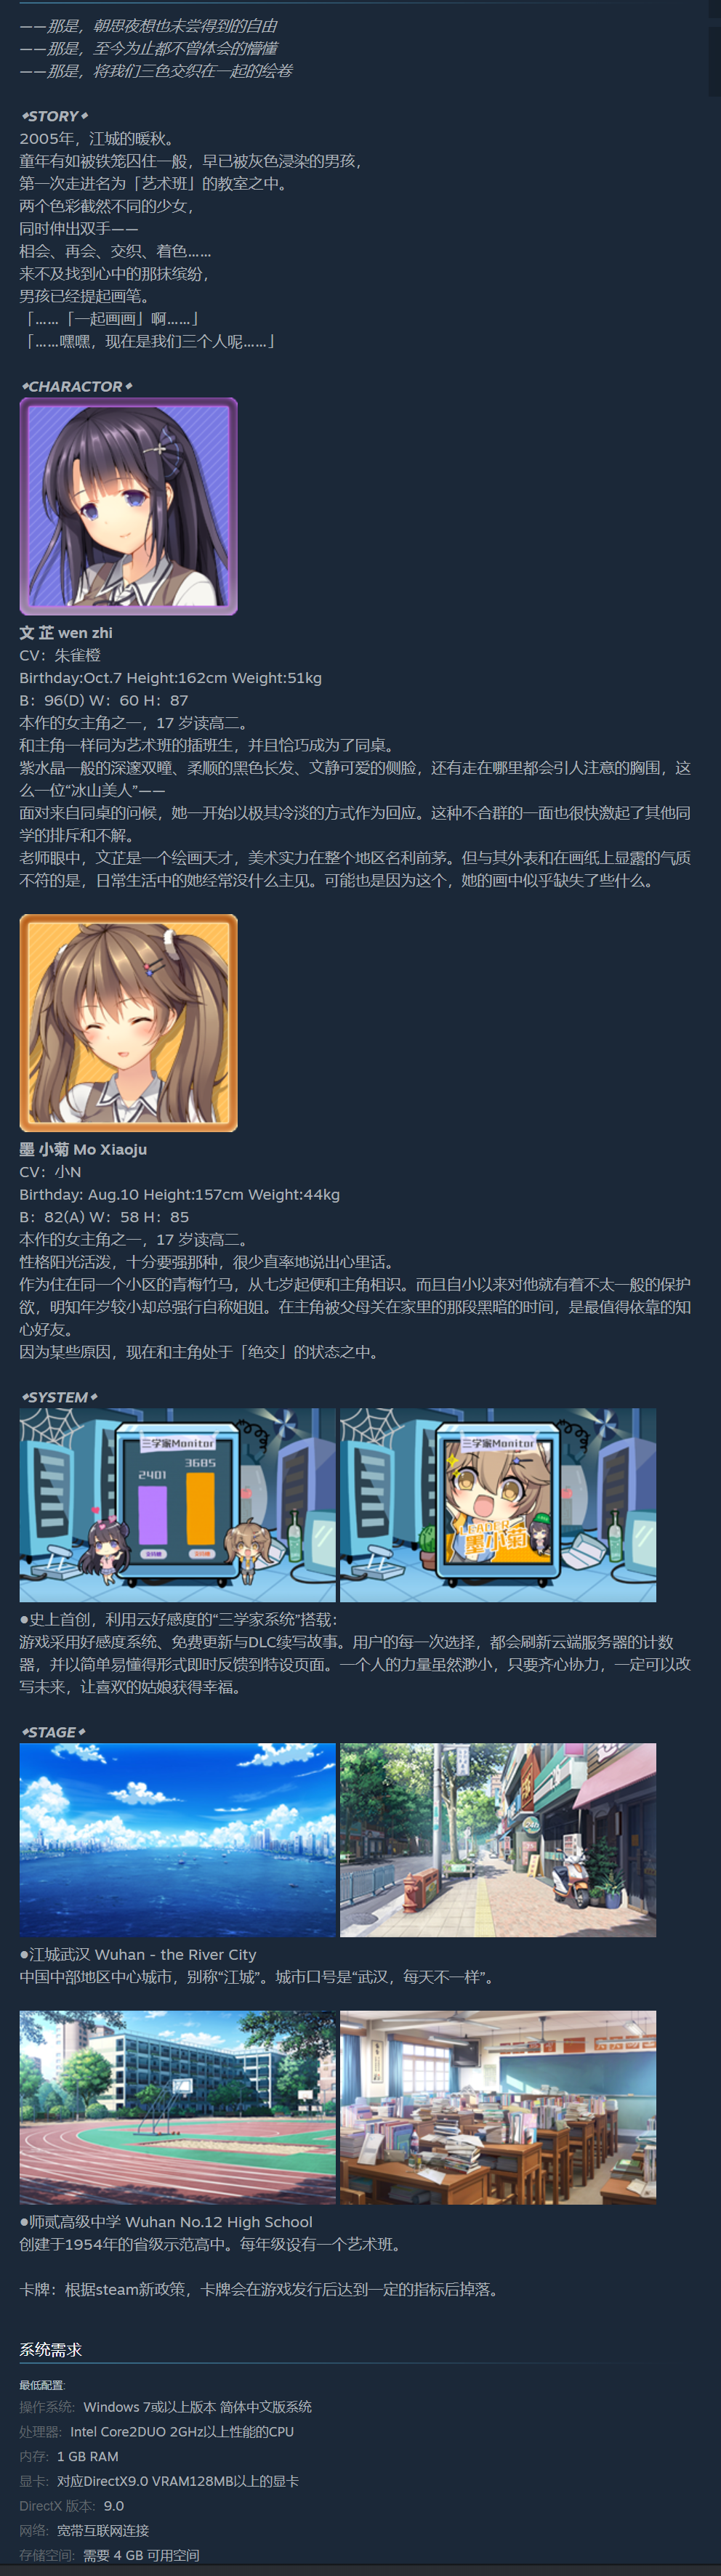 ——那是，朝思夜想也未尝得到的自由
——那是，至今为止都不曾体会的懵懂
——那是，将我们三色交织在一起的绘卷
◆STORY◆
2005年，江城的暖秋。
童年有如被铁笼囚住一般，早已被灰色浸染的男孩，
第一次走进名为「艺术班」的教室之中。
两个色彩截然不同的少女，
同时伸出双手——
相会、再会、交织、着色……
来不及找到心中的那抹缤纷，
男孩已经提起画笔。
「……「一起画画」啊……」
「……嘿嘿，现在是我们三个人呢……」
◆CHARACTOR◆
文 芷 wen zhi
CV：朱雀橙
Birthday:Oct.7 Height:162cm Weight:51kg
B：96(D) W：60 H：87
本作的女主角之一，17 岁读高二。
和主角一样同为艺术班的插班生，并且恰巧成为了同桌。
紫水晶一般的深邃双瞳、柔顺的黑色长发、文静可爱的侧脸，还有走在哪里都会引人注意的胸围，这
么一位“冰山美人”——
面对来自同桌的问候，她一开始以极其冷淡的方式作为回应。这种不合群的一面也很快激起了其他同
学的排斥和不解。
老师眼中，文芷是一个绘画天才，美术实力在整个地区名利前茅。但与其外表和在画纸上显露的气质
不符的是，日常生活中的她经常没什么主见。可能也是因为这个，她的画中似乎缺失了些什么。
墨 小菊 Mo Xiaoju
CV：小N
Birthday: Aug.10 Height:157cm Weight:44kg
B：82(A) W：58 H：85
本作的女主角之一，17 岁读高二。
性格阳光活泼，十分要强那种，很少直率地说出心里话。
作为住在同一个小区的青梅竹马，从七岁起便和主角相识。而且自小以来对他就有着不太一般的保护
欲，明知年岁较小却总强行自称姐姐。在主角被父母关在家里的那段黑暗的时间，是最值得依靠的知
心好友。
因为某些原因，现在和主角处于「绝交」的状态之中。
◆SYSTEM◆
三学家Monitor
2401
3685
三学家Monitor
LEADER
墨小菊
●史上首创，利用云好感度的“三学家系统”搭载：
游戏采用好感度系统、免费更新与DLC续写故事。用户的每一次选择，都会刷新云端服务器的计数
器，并以简单易懂得形式即时反馈到特设页面。一个人的力量虽然渺小，只要齐心协力，一定可以改
写未来，让喜欢的姑娘获得幸福。
◆STAGE◆
●江城武汉 Wuhan - the River City
中国中部地区中心城市，别称“江城”。城市口号是“武汉，每天不一样”。
●师贰高级中学 Wuhan No.12 High School
创建于1954年的省级示范高中。每年级设有一个艺术班。
卡牌：根据steam新政策，卡牌会在游戏发行后达到一定的指标后掉落。
系统需求
最低配置:
操作系统: Windows 7或以上版本 简体中文版系统
处理器: Intel Core2DUO 2GHz以上性能的CPU
内存: 1 GB RAM
显卡: 对应DirectX9.0 VRAM128MB以上的显卡
DirectX 版本: 9.0
网络: 宽带互联网连接
存储空间: 需要 4 GB 可用空间